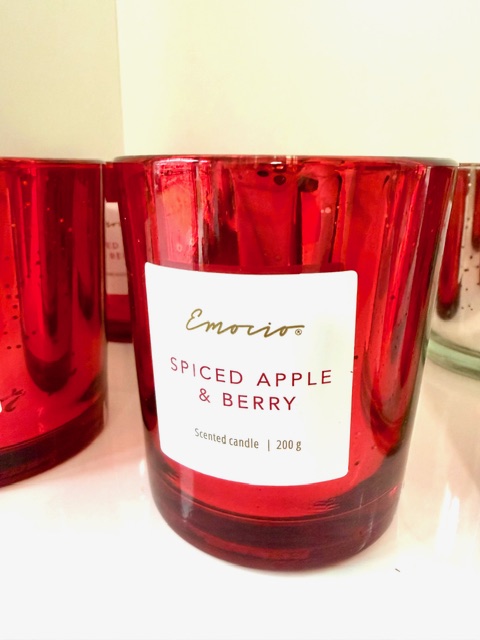 Emocio®
SPICED APPLE
& BERRY
Scented candle | 200 g